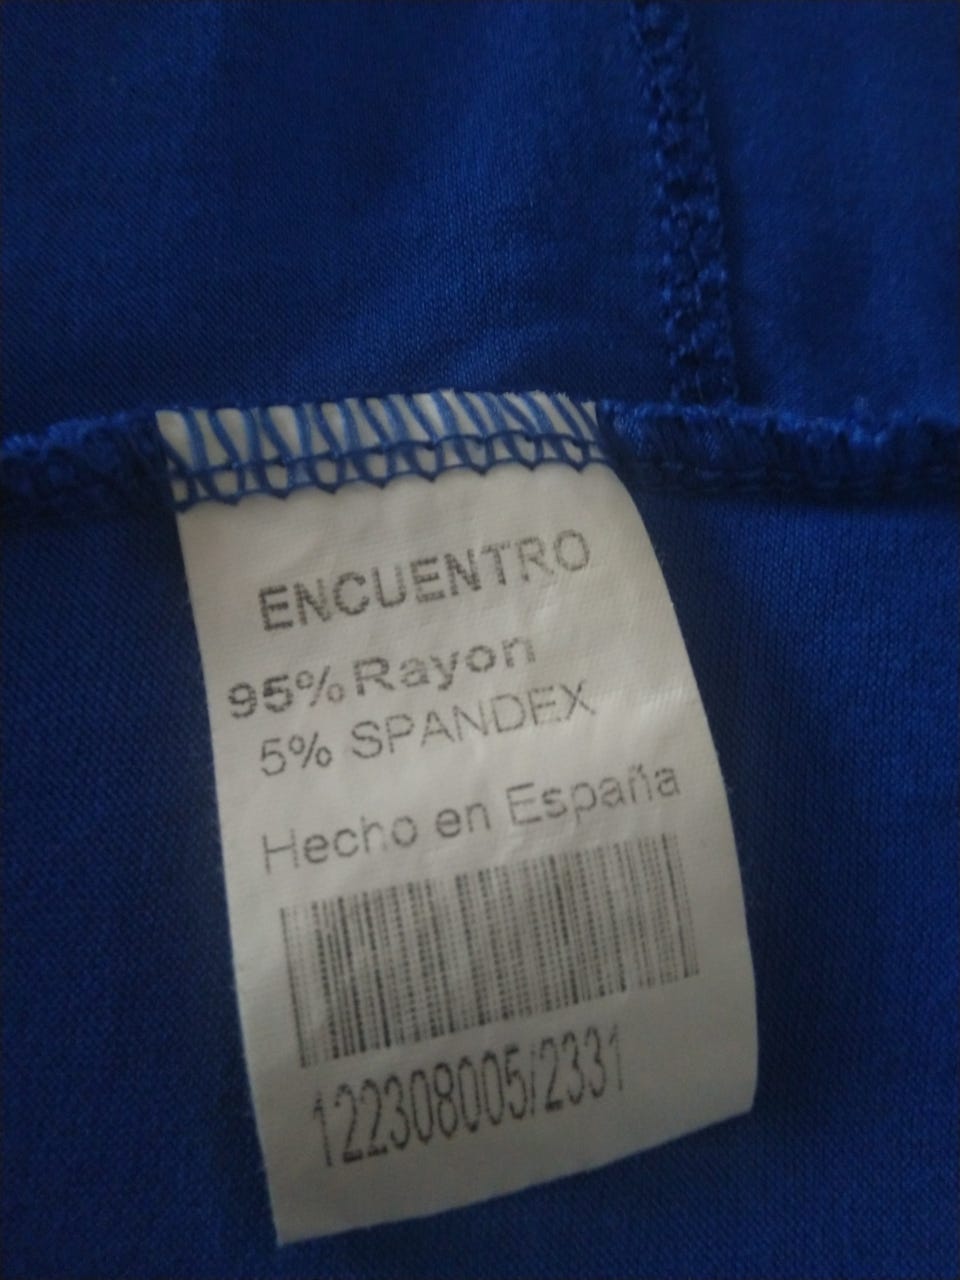 ENCUENTRO
95% Rayon
5% SPANDEX
Hecho en España
122308005/2331